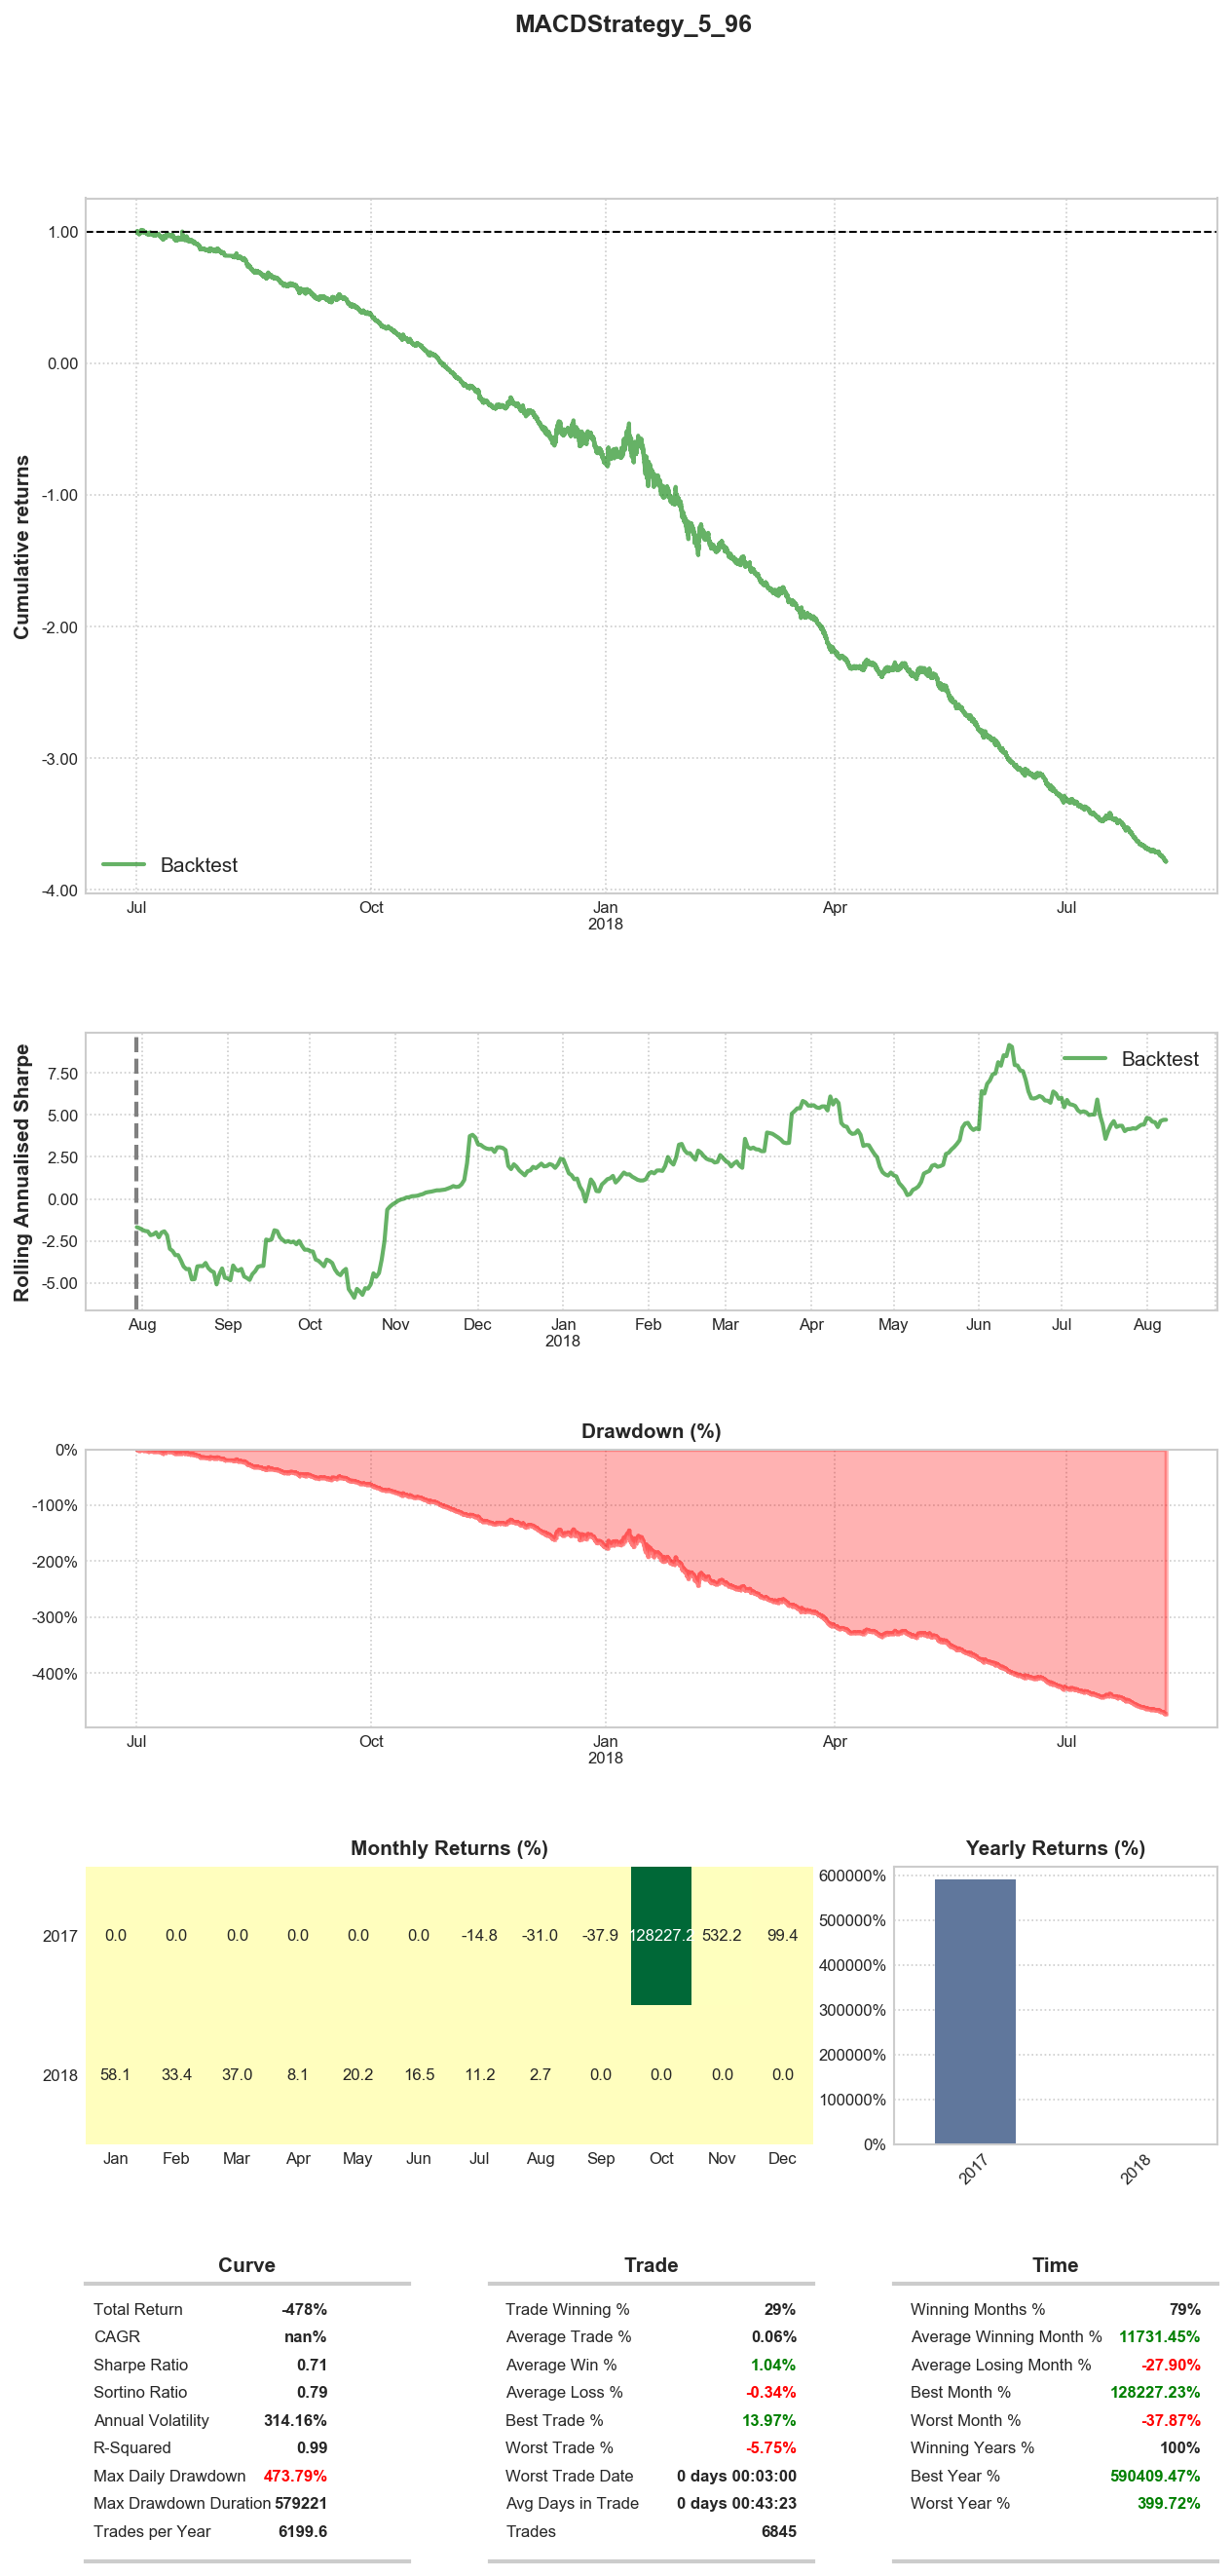 MACDStrategy_5_96
Cumulative returns
1.00
0.00
-1.00
-2.00
-3.00
-4.00
Backtest
Jul Oct Jan Apr Jul
2018
Rolling Annualised Sharpe
7.50
5.00
2.50
0.00
-2.50
-5.00
Backtest
Aug Sep Oct Nov Dec Jan Feb Mar Apr May Jun Jul Aug
2018
Drawdown (%)
0%
-100%
-200%
-300%
-400%
Jul Oct Jan Apr Jul
2018
Monthly Returns (%)
2017 0.0 0.0 0.0 0.0 0.0 0.0 -14.8 -31.0 -37.9 128227.2 532.2 99.4
2018 58.1 33.4 37.0 8.1 20.2 16.5 11.2 2.7 0.0 0.0 0.0 0.0
Jan Feb Mar Apr May Jun Jul Aug Sep Oct Nov Dec
Yearly Returns (%)
600000%
500000%
400000%
300000%
200000%
100000%
0%
2017 2018
Curve
Total Return -478%
CAGR nan%
Sharpe Ratio 0.71
Sortino Ratio 0.79
Annual Volatility 314.16%
R-Squared 0.99
Max Daily Drawdown 473.79%
Max Drawdown Duration 579221
Trades per Year 6199.6
Trade
Trade Winning % 29%
Average Trade % 0.06%
Average Win % 1.04%
Average Loss % -0.34%
Best Trade % 13.97%
Worst Trade % -5.75%
Worst Trade Date 0 days 00:03:00
Avg Days in Trade 0 days 00:43:23
Trades 6845
Time
Winning Months % 79%
Average Winning Month % 11731.45%
Average Losing Month % -27.90%
Best Month % 128227.23%
Worst Month % -37.87%
Winning Years % 100%
Best Year % 590409.47%
Worst Year % 399.72%